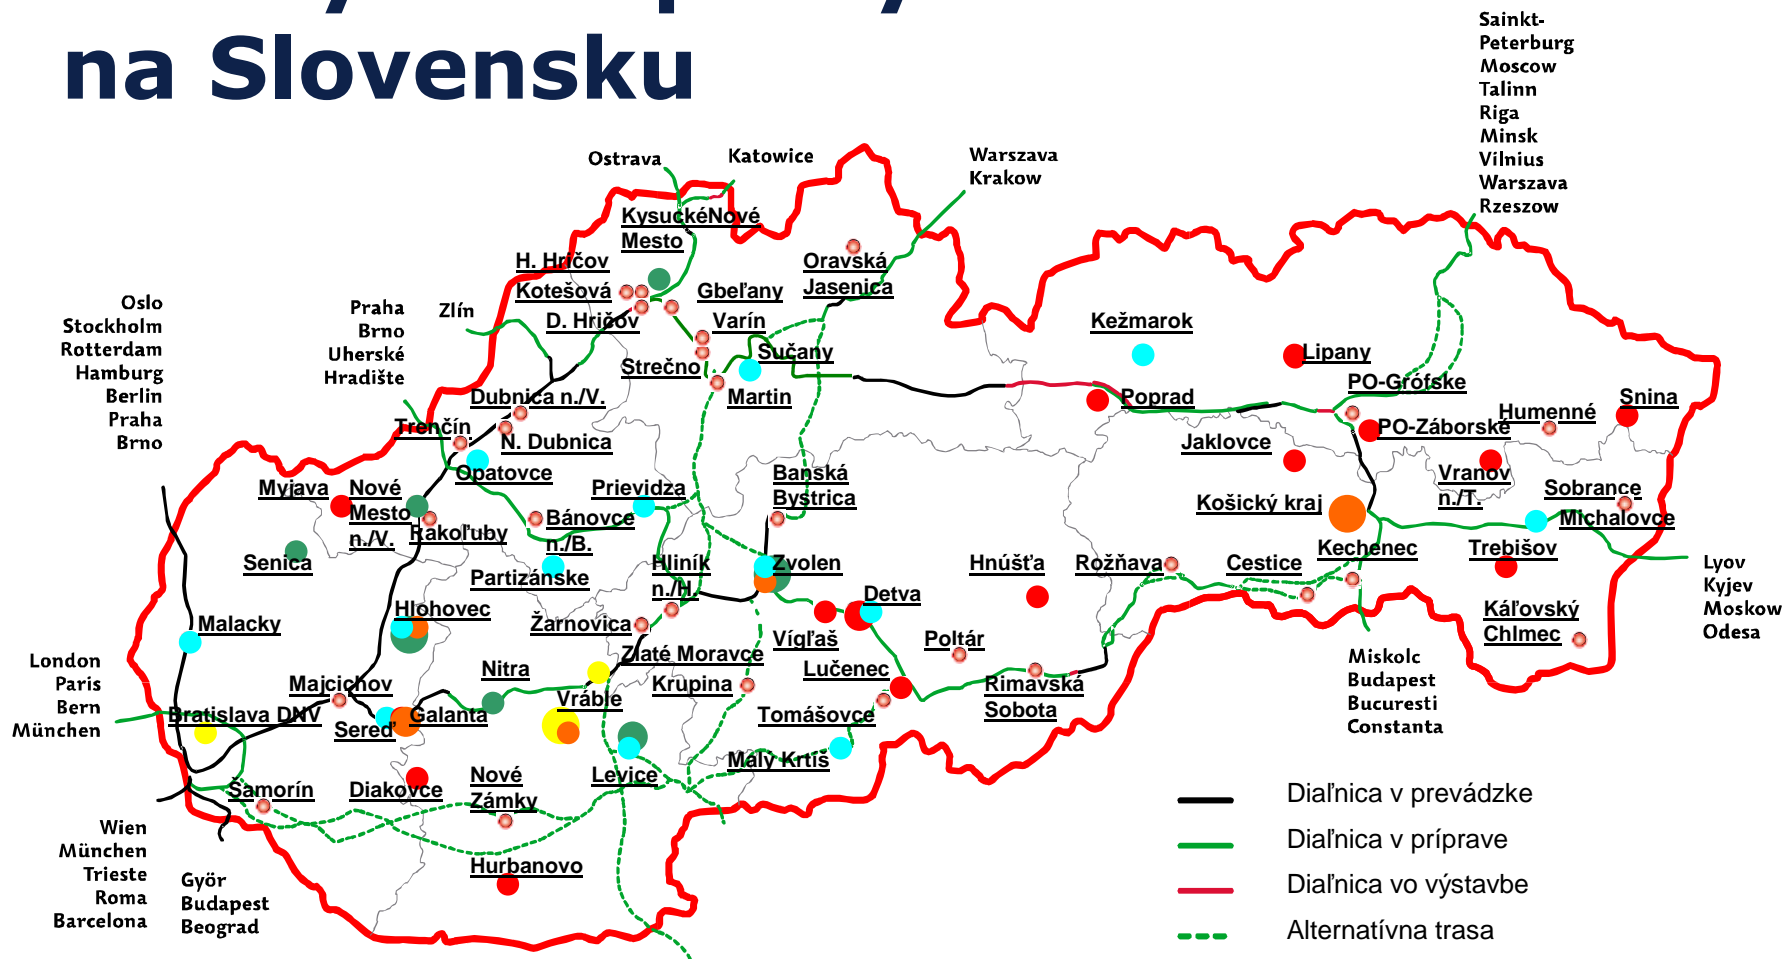 na Slovensku
Sainkt-
Peterburg
Moscow
Talinn
Riga
Minsk
Vilnius
Warszava
Rzeszow
Ostrava
Katowice
Warszava
Krakow
KysuckéNové
Mesto
H. Hričov
Kotešová
D. Hričov
Gbeľany
Oravská
Jasenica
Varín
Strečno
Sučany
Martin
Kežmarok
Lipany
Poprad
PO-Grófske
PO-Záborské
Humenné
Snina
Jaklovce
Vranov
n./T.
Sobrance
Michalovce
Košický kraj
Kechenec
Trebišov
Oslo
Stockholm
Rotterdam
Hamburg
Berlin
Praha
Brno
Praha
Brno
Uherské
Hradište
Zlín
Dubnica n./V.
Trenčín
N. Dubnica
Opatovce
Myjava
Nové
Mesto
n./V.
Rakoľuby
Prievidza
Bánovce
n./B.
Banská
Bystrica
Senica
Partizánske
Hliník
n./H.
Zvolen
Hnúšťa
Rožňava
Cestice
Lyov
Kyjev
Moskow
Odesa
Malacky
Hlohovec
Žarnovica
Detva
Vígľaš
Poltár
Káľovský
Chlmec
London
Paris
Bern
München
Majcichov
Nitra
Zlaté Moravce
Krupina
Lučenec
Rimavská
Sobota
Miskolc
Budapest
Bucuresti
Constanta
Bratislava DNV
Sereď
Galanta
Vráble
Tomášovce
Malý Krtíš
Šamorín
Diakovce
Nové
Zámky
Levice
Hurbanovo
Wien
München
Trieste
Roma
Barcelona
Györ
Budapest
Beograd
Diaľnica v prevádzke
Diaľnica v príprave
Diaľnica vo výstavbe
Alternatívna trasa